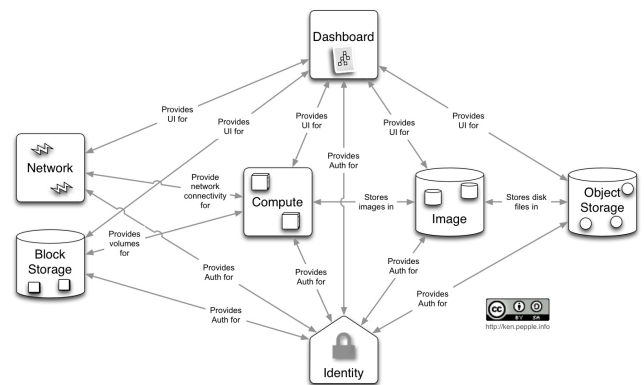 Dashboard
Provides
UI for
Provides
UI for
Provides
UI for
Provides
UI for
Provides
UI for
Provides
Auth for
Network
Provide
network
connectivity
for
Compute
Stores
images in
Image
Stores disk
files in
Object
Storage
Block
Storage
Provides
volumes
for
Provides
Auth for
Provides
Auth for
Provides
Auth for
Provides
Auth for
Provides
Auth for
Identity
cc
BY SA
http://ken.pepple.info